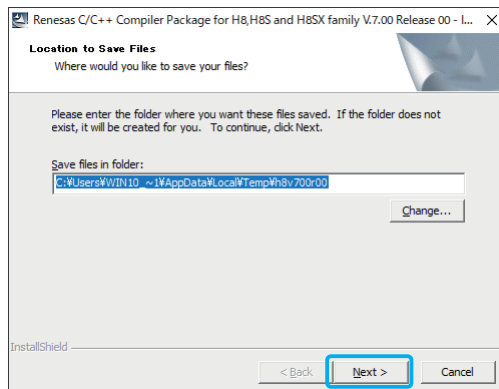 Renesas C/C++ Compiler Package for H8,H8S and H8SX family V.7.00 Release 00 - I...
Location to Save Files
Where would you like to save your files?
Please enter the folder where you want these files saved. If the folder does not
exist, it will be created for you. To continue, click Next.
Save files in folder:
C:¥Users¥WIN10_~1¥AppData¥Local¥Temp¥h8v700r00
Change...
InstallShield
< Back
Next >
Cancel